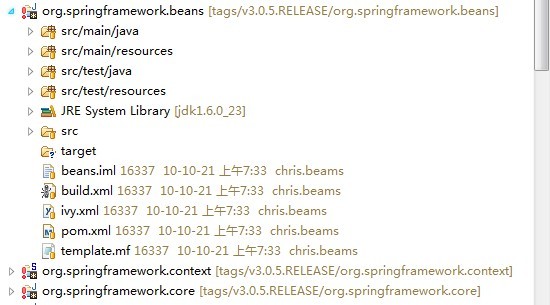 org.springframework.beans [tags/v3.0.5.RELEASE/org.springframework.beans]
src/main/java
src/main/resources
src/test/java
src/test/resources
JRE System Library [jdk1.6.0_23]
src
target
beans.iml 16337 10-10-21 上午7:33 chris.beams
build.xml 16337 10-10-21 上午7:33 chris.beams
ivy.xml 16337 10-10-21 上午7:33 chris.beams
pom.xml 16337 10-10-21 上午7:33 chris.beams
template.mf 16337 10-10-21 上午7:33 chris.beams
org.springframework.context [tags/v3.0.5.RELEASE/org.springframework.context]
org.springframework.core [tags/v3.0.5.RELEASE/org.springframework.core]